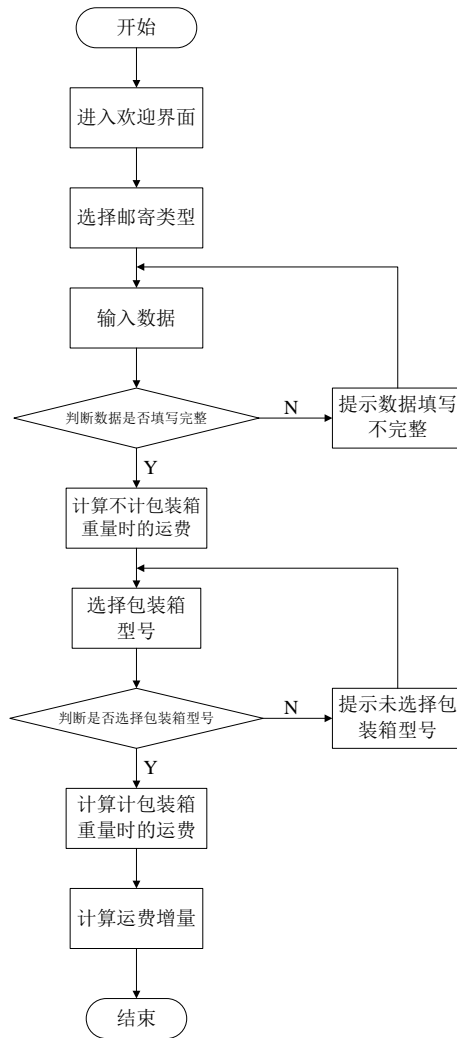 开始
进入欢迎界面
选择邮寄类型
输入数据
判断数据是否填写完整
N
提示数据填写
不完整
Y
计算不计包装箱
重量时的运费
选择包装箱
型号
判断是否选择包装箱型号
N
提示未选择包
装箱型号
Y
计算计包装箱
重量时的运费
计算运费增量
结束